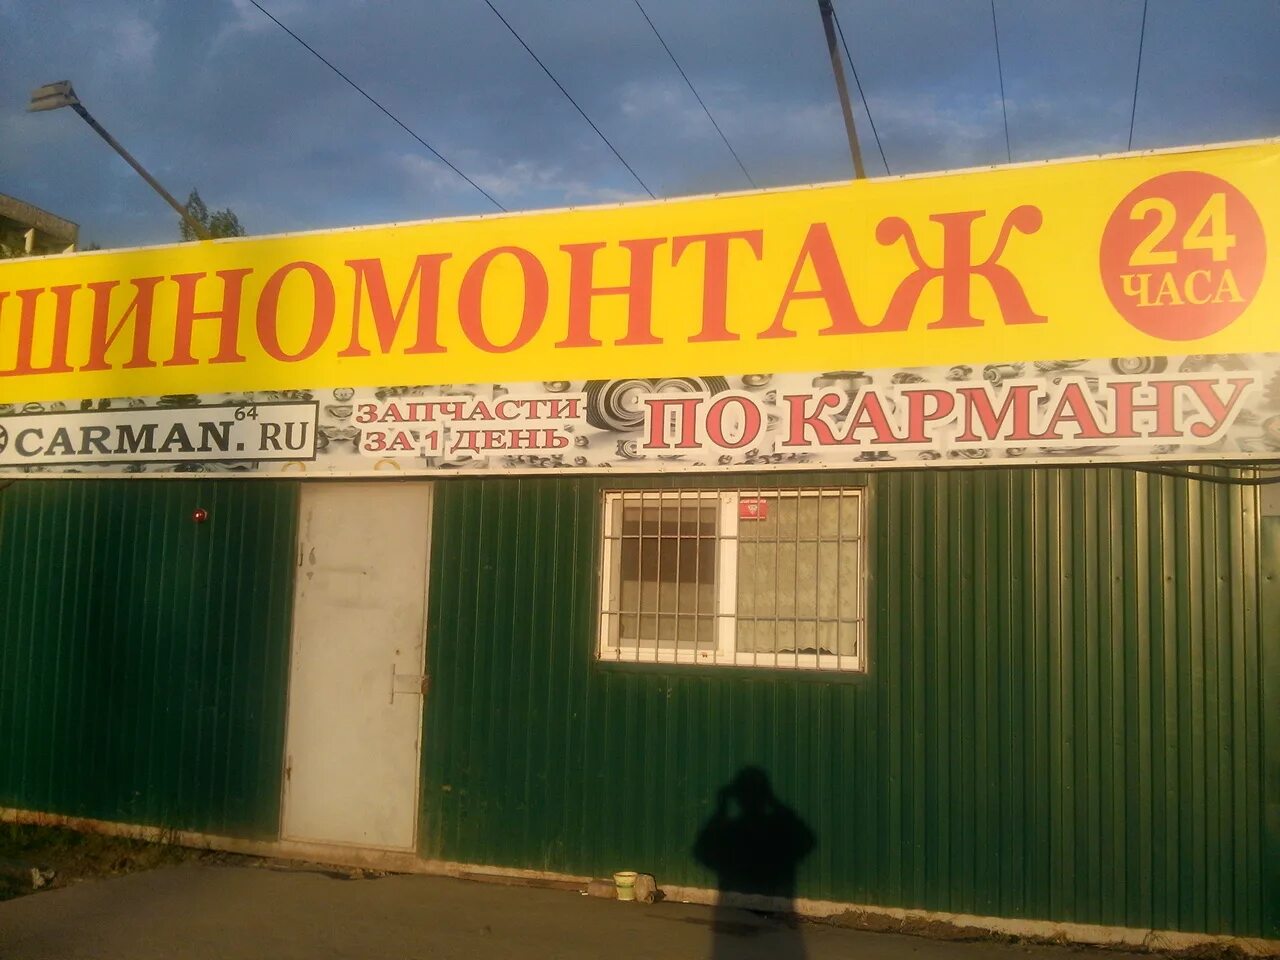 ШИНОМОНТАЖ
24
ЧАСА
CARMAN.64 RU
ЗАПЧАСТИ
ЗА 1 ДЕНЬ
ПО КАРМАНУ